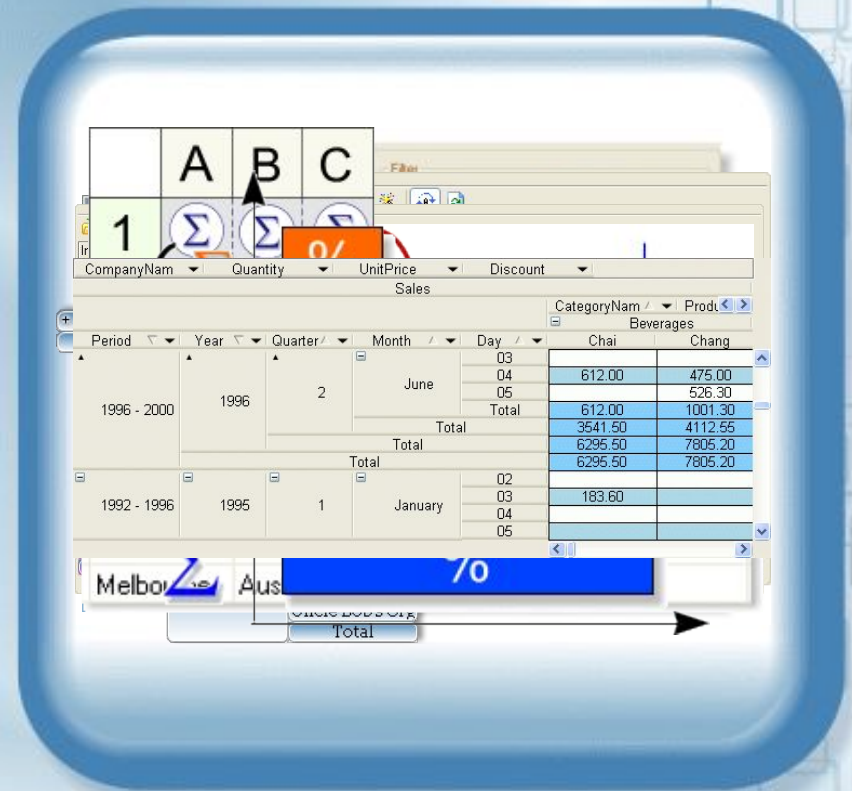 A B C
Filter
1 Σ Σ Σ
%
CompanyNam Quantity UnitPrice Discount
Sales
CategoryNam Produ
Beverages
Period Year Quarter Month Day Chai Chang
03
04 612.00 475.00
1996 - 2000 1996 2 June 05 526.30
Total 612.00 1001.30
Total 3541.50 4112.55
Total 6295.50 7805.20
Total 6295.50 7805.20
02
1992 - 1996 1995 1 January 03 183.60
04
05
Melbou Aus %
Total